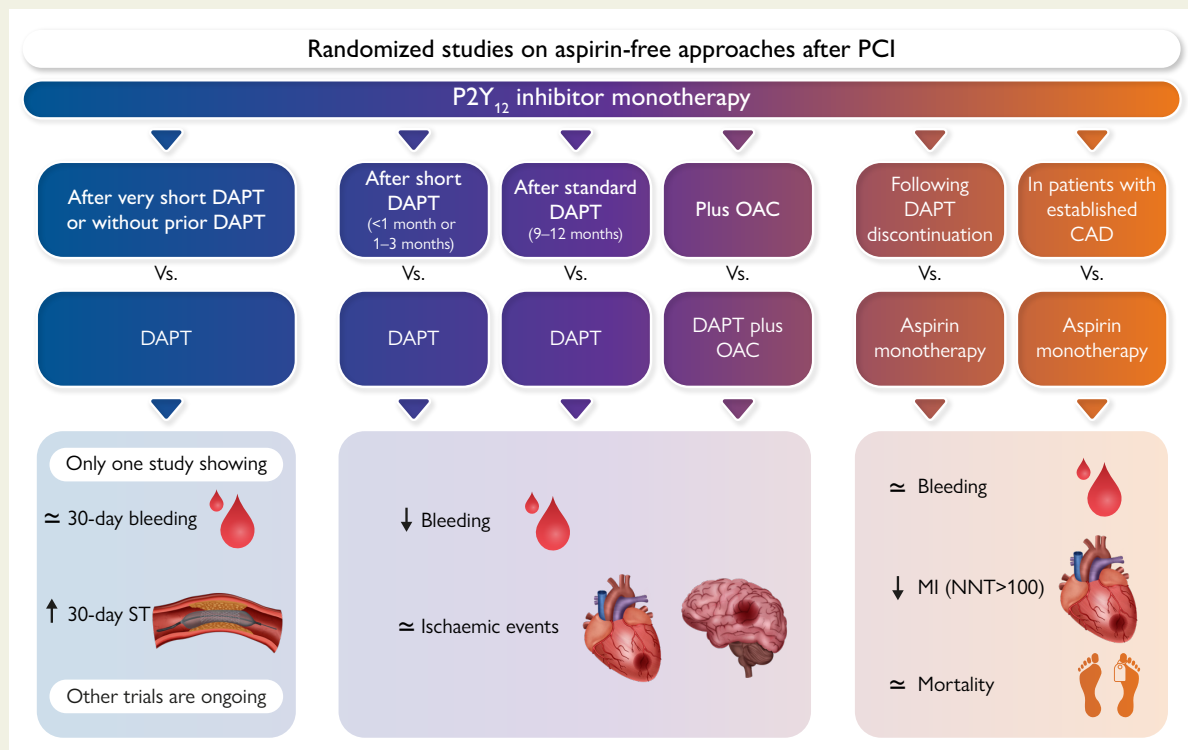 Randomized studies on aspirin-free approaches after PCI
P2Y₁₂ inhibitor monotherapy
After very short DAPT
or without prior DAPT
Vs.
DAPT
Only one study showing
≃ 30-day bleeding
↑ 30-day ST
Other trials are ongoing
After short
DAPT
(<1 month or
1–3 months)
Vs.
DAPT
After standard
DAPT
(9–12 months)
Vs.
DAPT
Plus OAC
Vs.
DAPT plus
OAC
↓ Bleeding
≃ Ischaemic events
Following
DAPT
discontinuation
Vs.
Aspirin
monotherapy
In patients with
established
CAD
Vs.
Aspirin
monotherapy
≃ Bleeding
↓ MI (NNT>100)
≃ Mortality